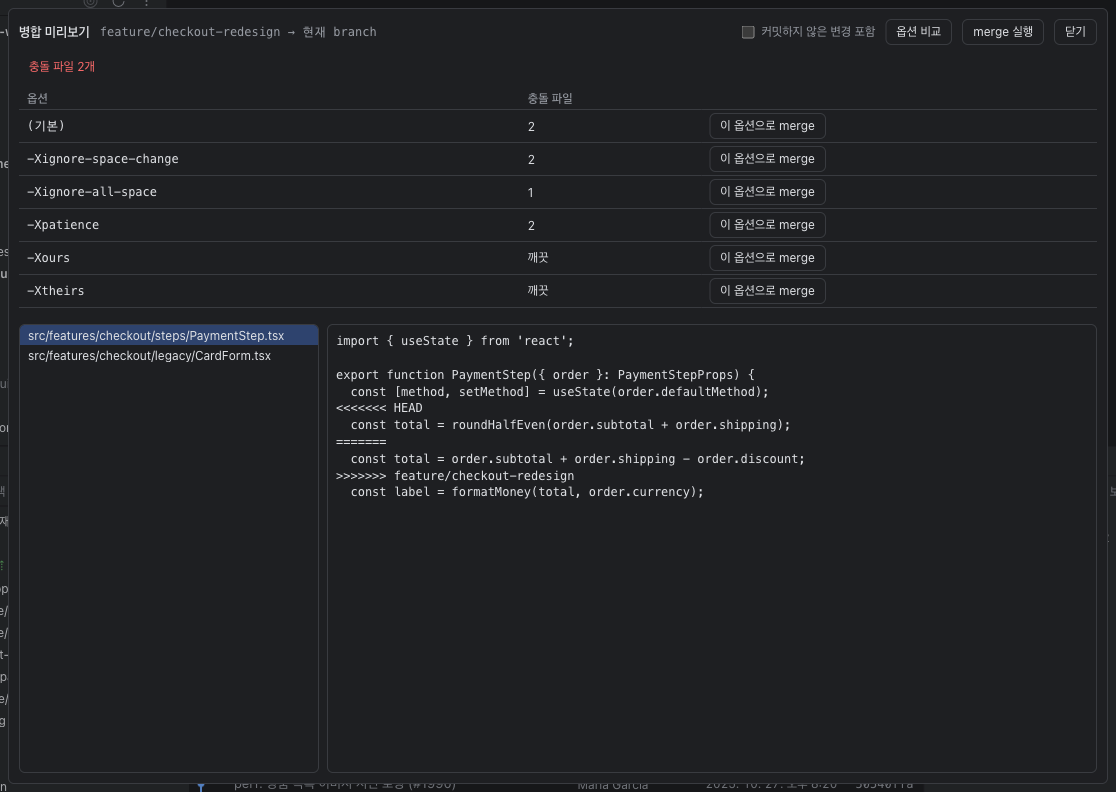 병합 미리보기 feature/checkout-redesign → 현재 branch
커밋하지 않은 변경 포함 옵션 비교 merge 실행 닫기
충돌 파일 2개
옵션 충돌 파일
(기본) 2 이 옵션으로 merge
-Xignore-space-change 2 이 옵션으로 merge
-Xignore-all-space 1 이 옵션으로 merge
-Xpatience 2 이 옵션으로 merge
-Xours 깨끗 이 옵션으로 merge
-Xtheirs 깨끗 이 옵션으로 merge
src/features/checkout/steps/PaymentStep.tsx
src/features/checkout/legacy/CardForm.tsx
import { useState } from 'react';
export function PaymentStep({ order }: PaymentStepProps) {
const [method, setMethod] = useState(order.defaultMethod);
<<<<<<< HEAD
const total = roundHalfEven(order.subtotal + order.shipping);
=======
const total = order.subtotal + order.shipping - order.discount;
>>>>>>> feature/checkout-redesign
const label = formatMoney(total, order.currency);
Maria Garcia